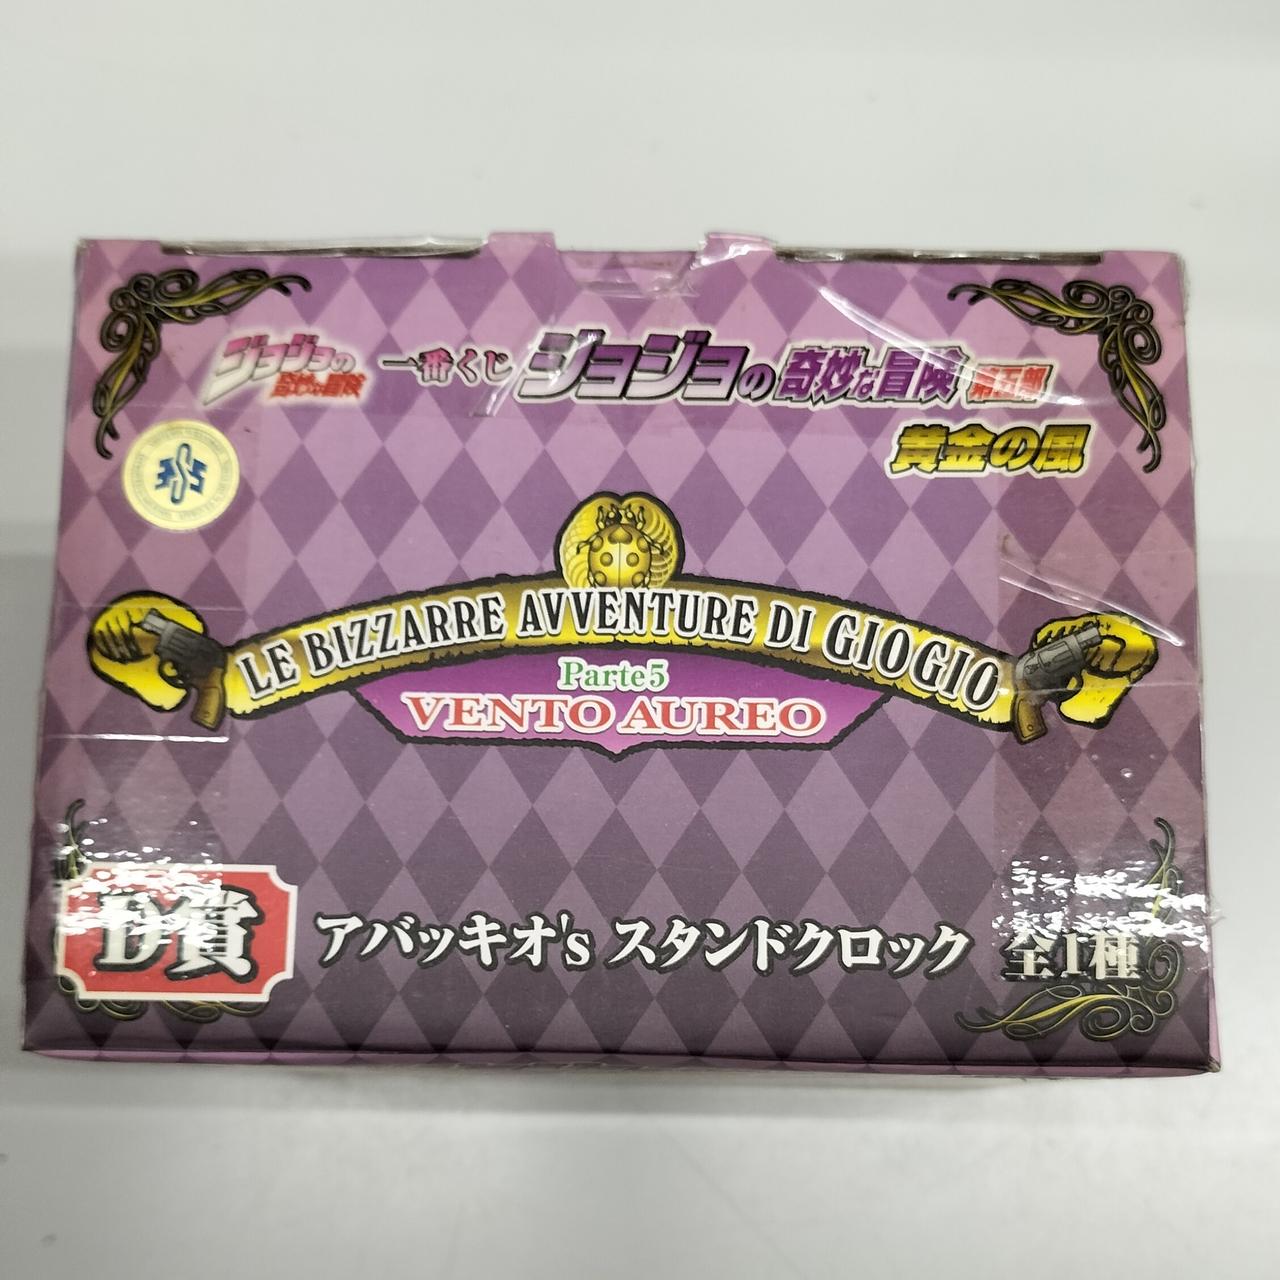 ジョジョの
奇妙な冒険
一番くじ ジョジョの奇妙な冒険 第五部
黄金の風
LE BIZZARRE AVVENTURE DI GIOGIO
Parte5
VENTO AUREO
D賞 アバッキオ's スタンドクロック 全1種